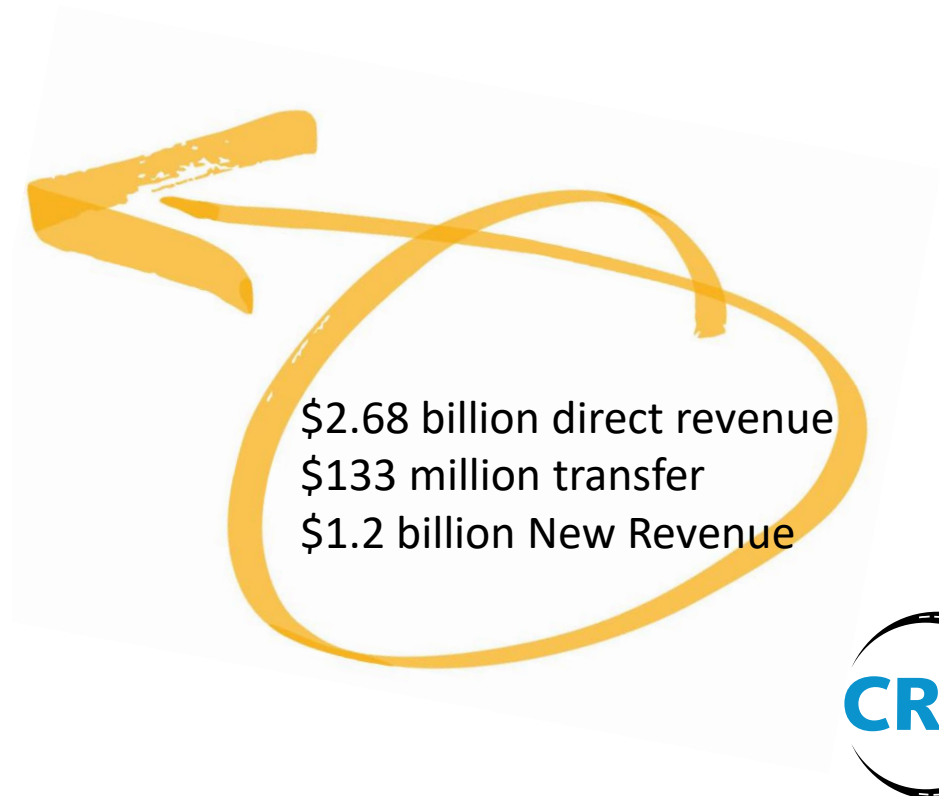 $2.68 billion direct revenue
$133 million transfer
$1.2 billion New Revenue
CR